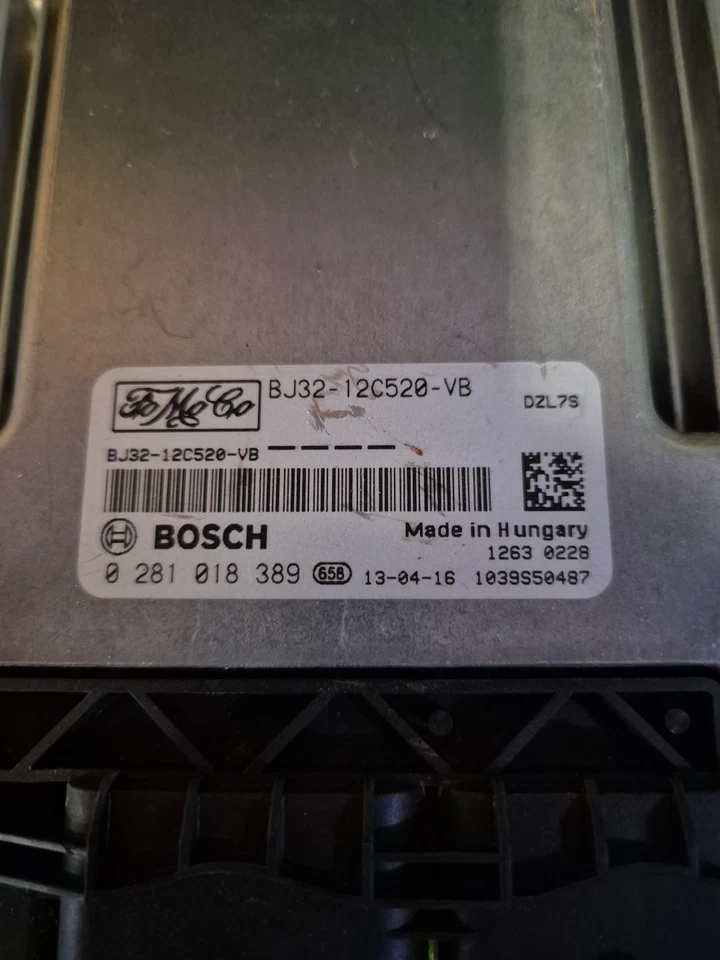 FoMoCo BJ32-12C520-VB DZL7S
BJ32-12C520-VB ————
BOSCH Made in Hungary
1263 0228
0 281 018 389 658 13-04-16 1039S50487